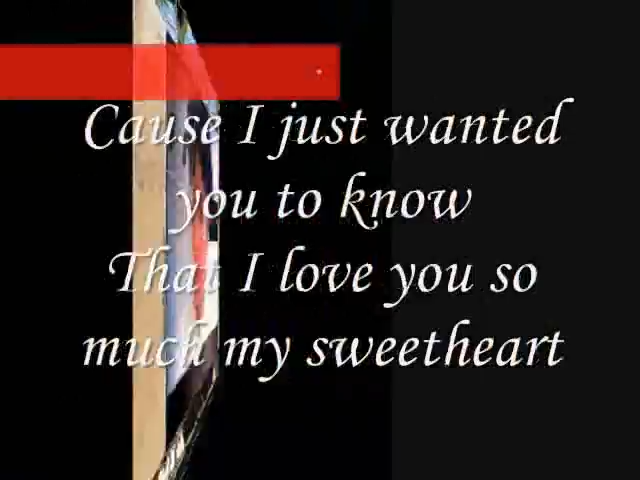 Cause I just wanted
you to know
That I love you so
much my sweetheart